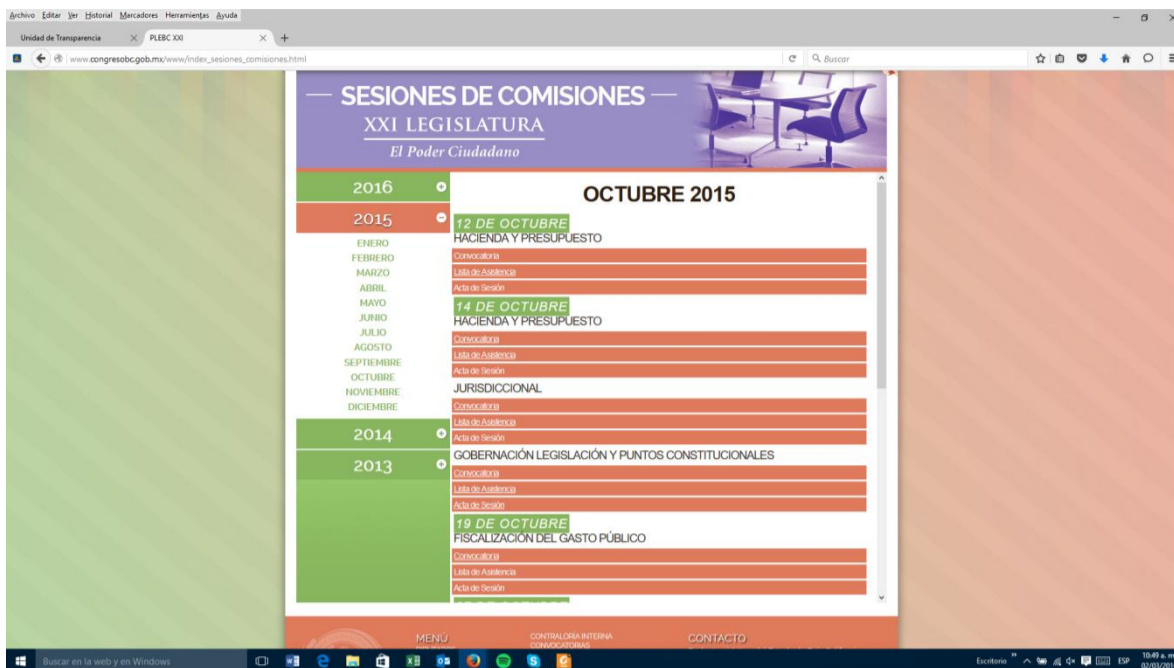 Archivo Editar Ver Historial Marcadores Herramientas Ayuda
Unidad de Transparencia
PLEBC XXI
www.congresobc.gob.mx/www/index_sesiones_comisiones.html
Buscar
SESIONES DE COMISIONES
XXI LEGISLATURA
El Poder Ciudadano
2016
2015
ENERO
FEBRERO
MARZO
ABRIL
MAYO
JUNIO
JULIO
AGOSTO
SEPTIEMBRE
OCTUBRE
NOVIEMBRE
DICIEMBRE
2014
2013
OCTUBRE 2015
12 DE OCTUBRE
HACIENDA Y PRESUPUESTO
Convocatoria
Lista de Asistencia
Acta de Sesión
14 DE OCTUBRE
HACIENDA Y PRESUPUESTO
Convocatoria
Lista de Asistencia
Acta de Sesión
JURISDICCIONAL
Convocatoria
Lista de Asistencia
Acta de Sesión
GOBERNACIÓN LEGISLACIÓN Y PUNTOS CONSTITUCIONALES
Convocatoria
Lista de Asistencia
Acta de Sesión
19 DE OCTUBRE
FISCALIZACIÓN DEL GASTO PÚBLICO
Convocatoria
Lista de Asistencia
Acta de Sesión
MENÚ
CONTRALORÍA INTERNA
CONVOCATORIAS
CONTACTO
Buscar en la web y en Windows
Escritorio
ESP
10:49 a.